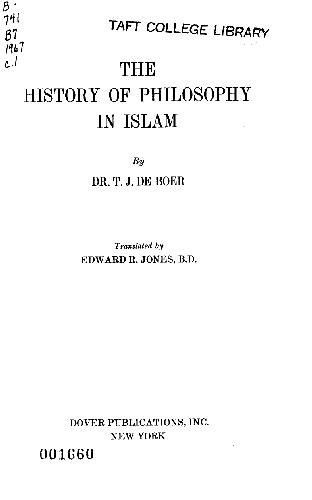 B.
741
B7
1967
c.1
TAFT COLLEGE LIBRARY
THE
HISTORY OF PHILOSOPHY
IN ISLAM
By
DR. T. J. DE BOER
Translated by
EDWARD R. JONES, B.D.
DOVER PUBLICATIONS, INC.
NEW YORK
001660